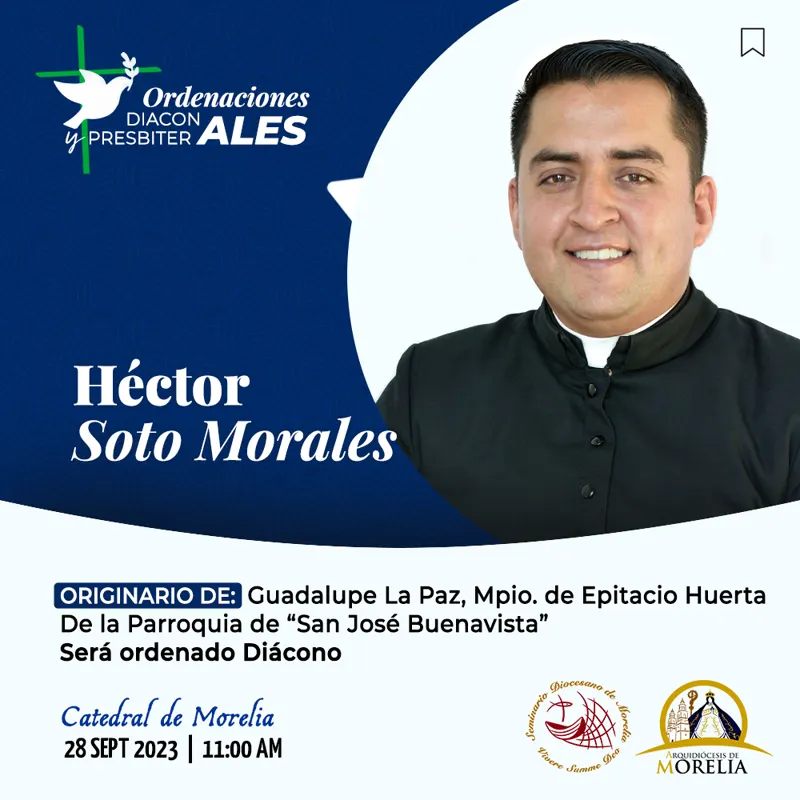 Ordenaciones
DIACON
y PRESBITER ALES
Héctor
Soto Morales
ORIGINARIO DE: Guadalupe La Paz, Mpio. de Epitacio Huerta
De la Parroquia de “San José Buenavista”
Será ordenado Diácono
Catedral de Morelia
28 SEPT 2023 | 11:00 AM
Seminario Diocesano de Morelia
Vivere Summe Deo
ARQUIDIÓCESIS DE
MORELIA